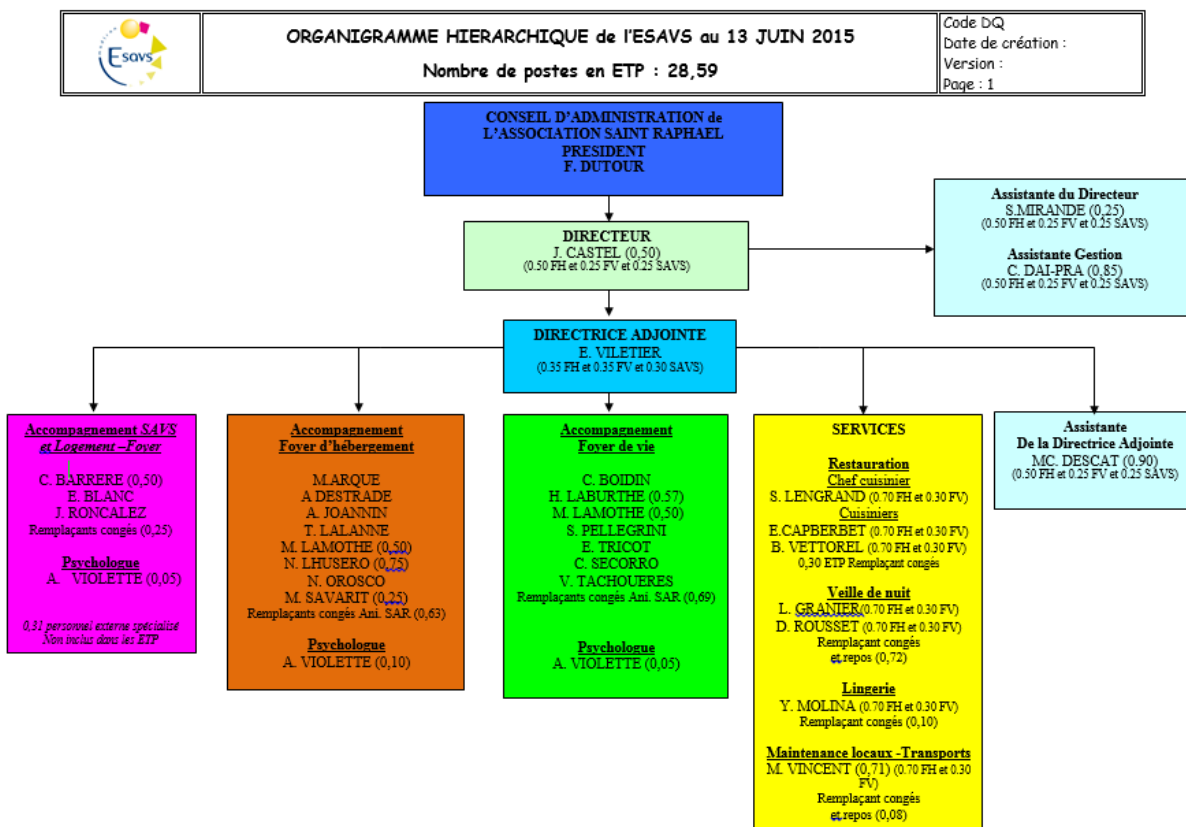 Esavs
ORGANIGRAMME HIERARCHIQUE de l'ESAVS au 13 JUIN 2015
Nombre de postes en ETP : 28,59
Code DQ
Date de création :
Version :
Page : 1
CONSEIL D'ADMINISTRATION de
L'ASSOCIATION SAINT RAPHAEL
PRESIDENT
F. DUTOUR
Assistante du Directeur
S.MIRANDE (0,25)
(0.50 FH et 0.25 FV et 0.25 SAVS)
Assistante Gestion
C. DAI-PRA (0,85)
(0.50 FH et 0.25 FV et 0.25 SAVS)
DIRECTEUR
J. CASTEL (0,50)
(0.50 FH et 0.25 FV et 0.25 SAVS)
DIRECTRICE ADJOINTE
E. VILETIER
(0.35 FH et 0.35 FV et 0.30 SAVS)
Accompagnement SAVS
et Logement –Foyer
C. BARRERE (0,50)
E. BLANC
J. RONCALEZ
Remplaçants congés (0,25)
Psychologue
A. VIOLETTE (0,05)
0,31 personnel externe spécialisé
Non inclus dans les ETP
Accompagnement
Foyer d'hébergement
M.ARQUE
A DESTRADE
A. JOANNIN
T. LALANNE
M. LAMOTHE (0,50)
N. LHUSERO (0,75)
N. OROSCO
M. SAVARIT (0,25)
Remplaçants congés Ani. SAR (0,63)
Psychologue
A. VIOLETTE (0,10)
Accompagnement
Foyer de vie
C. BOIDIN
H. LABURTHE (0.57)
M. LAMOTHE (0,50)
S. PELLEGRINI
E. TRICOT
C. SECORRO
V. TACHOUERES
Remplaçants congés Ani. SAR (0,69)
Psychologue
A. VIOLETTE (0,05)
SERVICES
Restauration
Chef cuisinier
S. LENGRAND (0.70 FH et 0.30 FV)
Cuisiniers
E.CAPBERBET (0.70 FH et 0.30 FV)
B. VETTOREL (0.70 FH et 0.30 FV)
0,30 ETP Remplaçant congés
Veille de nuit
L. GRANIER(0.70 FH et 0.30 FV)
D. ROUSSET (0.70 FH et 0.30 FV)
Remplaçant congés
et repos (0,72)
Lingerie
Y. MOLINA (0.70 FH et 0.30 FV)
Remplaçant congés (0,10)
Maintenance locaux -Transports
M. VINCENT (0,71) (0.70 FH et 0.30
FV)
Remplaçant congés
et repos (0,08)
Assistante
De la Directrice Adjointe
MC. DESCAT (0.90)
(0.50 FH et 0.25 FV et 0.25 SAVS)